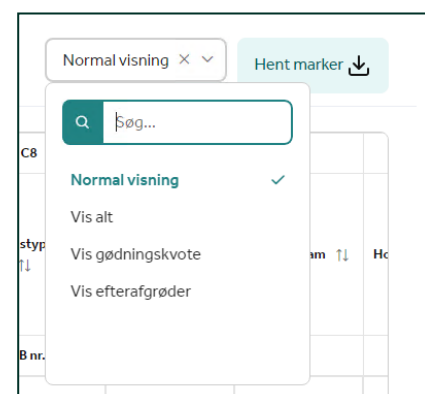 Normal visning
Hent marker
Søg...
C8
Normal visning
Vis alt
Vis gødningskvote
Vis efterafgrøder
B nr.